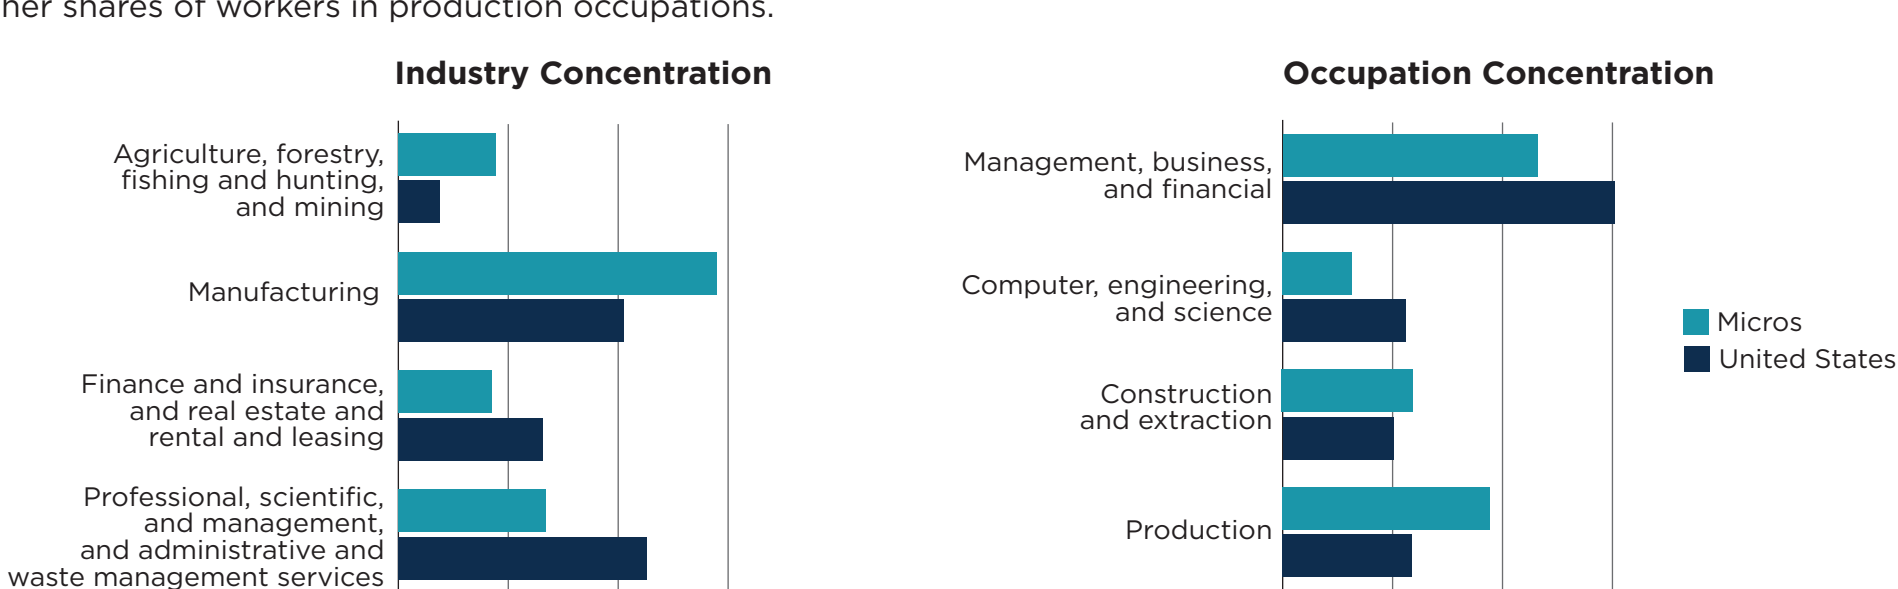 her shares of workers in production occupations.
Industry Concentration
Agriculture, forestry,
fishing and hunting,
and mining
Manufacturing
Finance and insurance,
and real estate and
rental and leasing
Professional, scientific,
and management,
and administrative and
waste management services
Occupation Concentration
Management, business,
and financial
Computer, engineering,
and science
Construction
and extraction
Production
Micros
United States